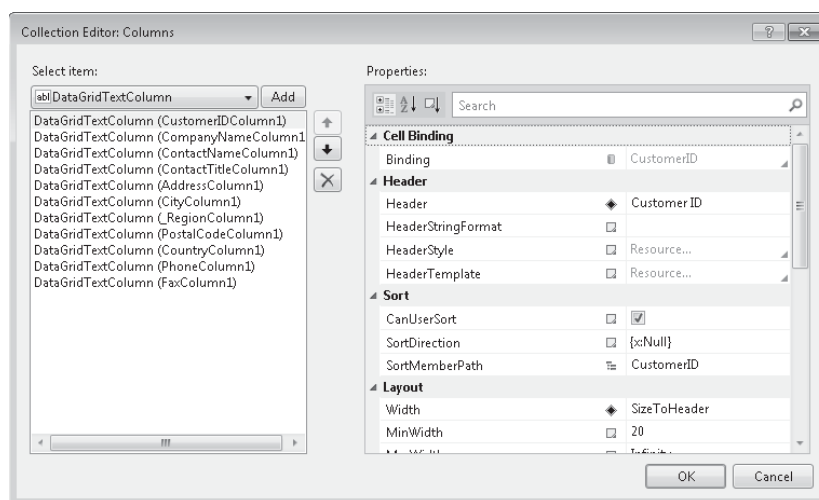 Collection Editor: Columns
Select item:
abl DataGridTextColumn
Add
DataGridTextColumn (CustomerIDColumn1)
DataGridTextColumn (CompanyNameColumn1
DataGridTextColumn (ContactNameColumn1)
DataGridTextColumn (ContactTitleColumn1)
DataGridTextColumn (AddressColumn1)
DataGridTextColumn (CityColumn1)
DataGridTextColumn (_RegionColumn1)
DataGridTextColumn (PostalCodeColumn1)
DataGridTextColumn (CountryColumn1)
DataGridTextColumn (PhoneColumn1)
DataGridTextColumn (FaxColumn1)
Properties:
Search
Cell Binding
Binding CustomerID
Header
Header Customer ID
HeaderStringFormat
HeaderStyle Resource...
HeaderTemplate Resource...
Sort
CanUserSort
SortDirection {x:Null}
SortMemberPath CustomerID
Layout
Width SizeToHeader
MinWidth 20
OK Cancel